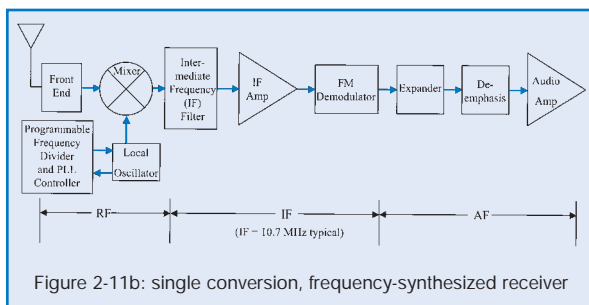 Front
End
Mixer
Inter-
mediate
Frequency
(IF)
Filter
IF
Amp
FM
Demodulator
Expander
De-
emphasis
Audio
Amp
Programmable
Frequency
Divider
and PLL
Controller
Local
Oscillator
RF
IF
AF
(IF = 10.7 MHz typical)
Figure 2-11b: single conversion, frequency-synthesized receiver